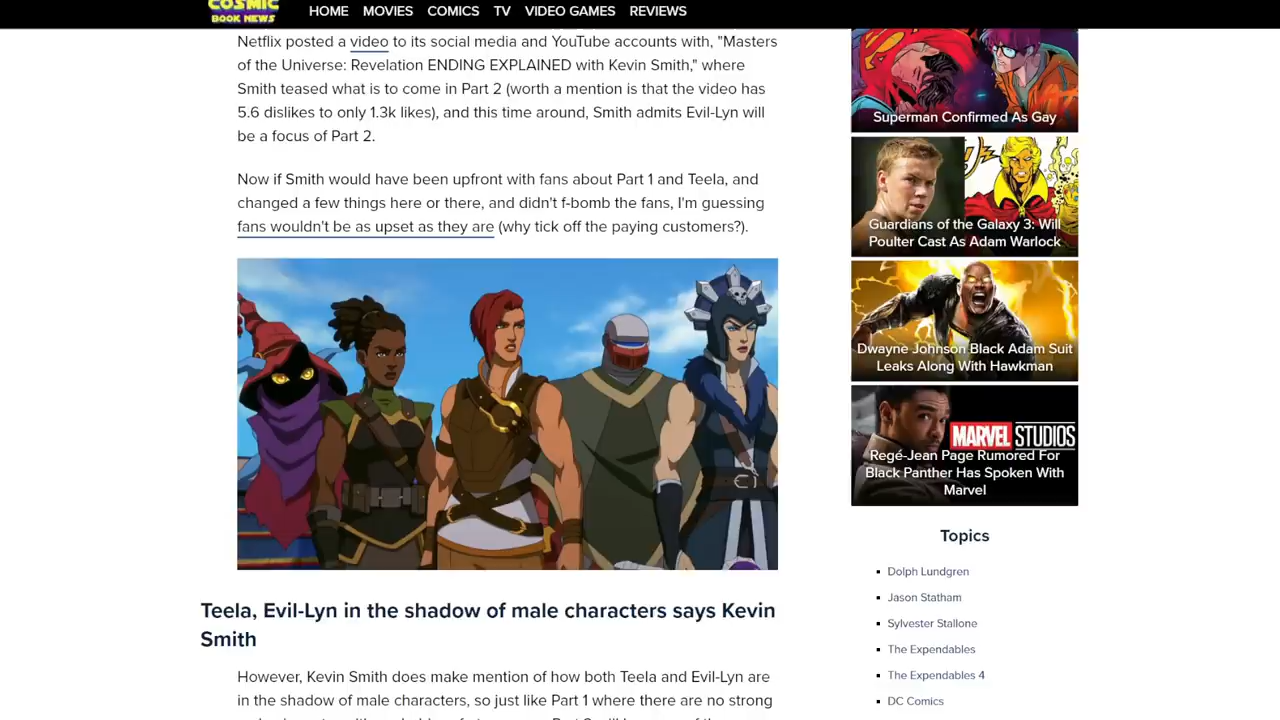 COSMIC
BOOK NEWS
HOME MOVIES COMICS TV VIDEO GAMES REVIEWS
Netflix posted a video to its social media and YouTube accounts with, "Masters
of the Universe: Revelation ENDING EXPLAINED with Kevin Smith," where
Smith teased what is to come in Part 2 (worth a mention is that the video has
5.6 dislikes to only 1.3k likes), and this time around, Smith admits Evil-Lyn will
be a focus of Part 2.
Now if Smith would have been upfront with fans about Part 1 and Teela, and
changed a few things here or there, and didn't f-bomb the fans, I'm guessing
fans wouldn't be as upset as they are (why tick off the paying customers?).
Teela, Evil-Lyn in the shadow of male characters says Kevin
Smith
However, Kevin Smith does make mention of how both Teela and Evil-Lyn are
in the shadow of male characters, so just like Part 1 where there are no strong
Superman Confirmed As Gay
Guardians of the Galaxy 3: Will
Poulter Cast As Adam Warlock
Dwayne Johnson Black Adam Suit
Leaks Along With Hawkman
MARVEL STUDIOS
Regé-Jean Page Rumored For
Black Panther Has Spoken With
Marvel
Topics
Dolph Lundgren
Jason Statham
Sylvester Stallone
The Expendables
The Expendables 4
DC Comics